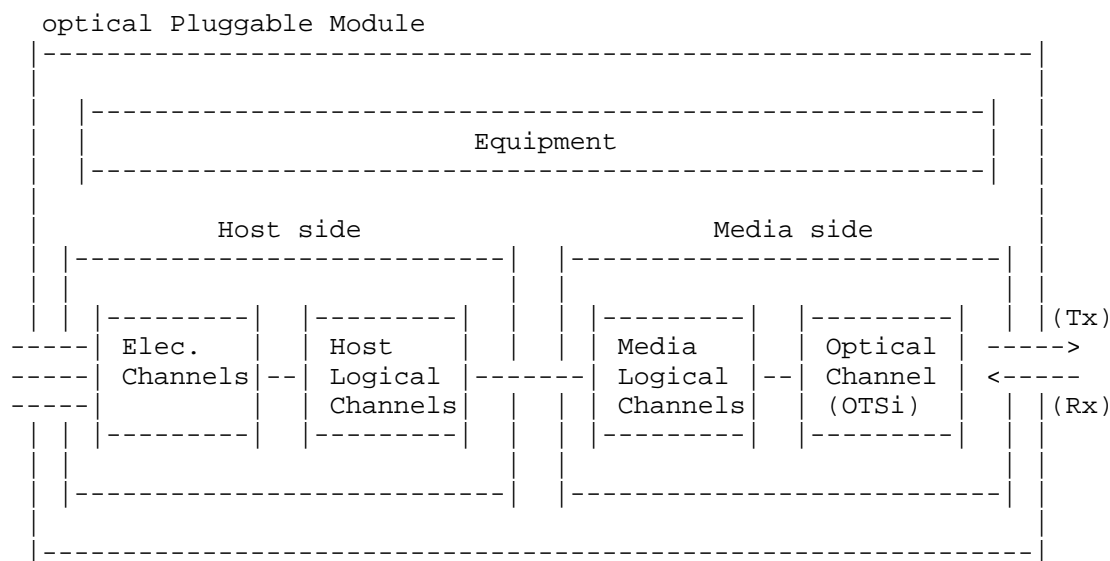 optical Pluggable Module
Equipment
Host side Media side
(Tx)
Elec. Host Media Optical
Channels Logical Logical Channel
Channels Channels (OTSi) (Rx)